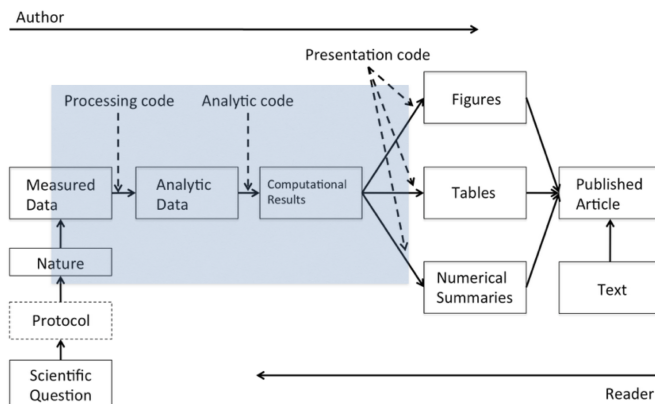 Author
Presentation code
Processing code
Analytic code
Figures
Measured
Data
Analytic
Data
Computational
Results
Tables
Published
Article
Nature
Numerical
Summaries
Text
Protocol
Scientific
Question
Reader